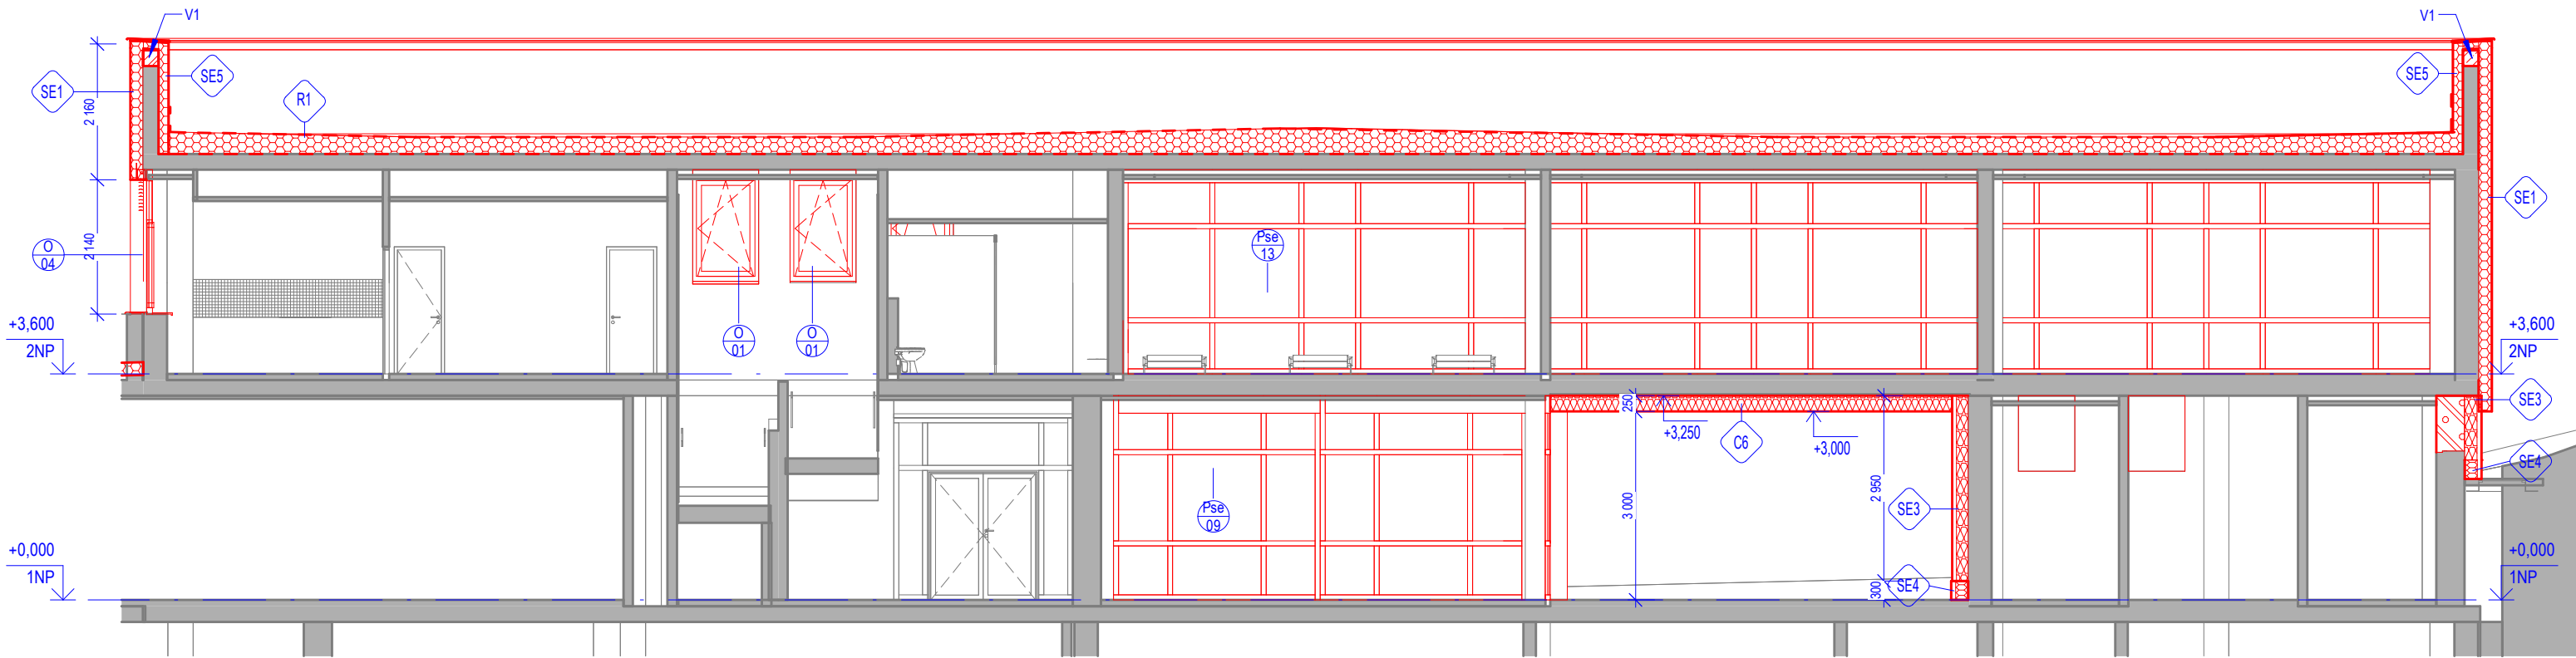 V1
V1
SE5
SE5
SE1
R1
2 160
SE1
2 140
O
04
Pse
13
O
01
O
01
+3,600
2NP
+3,600
2NP
250
+3,250
C6
+3,000
SE3
SE4
3 000
2 950
Pse
09
SE3
+0,000
1NP
+0,000
1NP
300
SE4